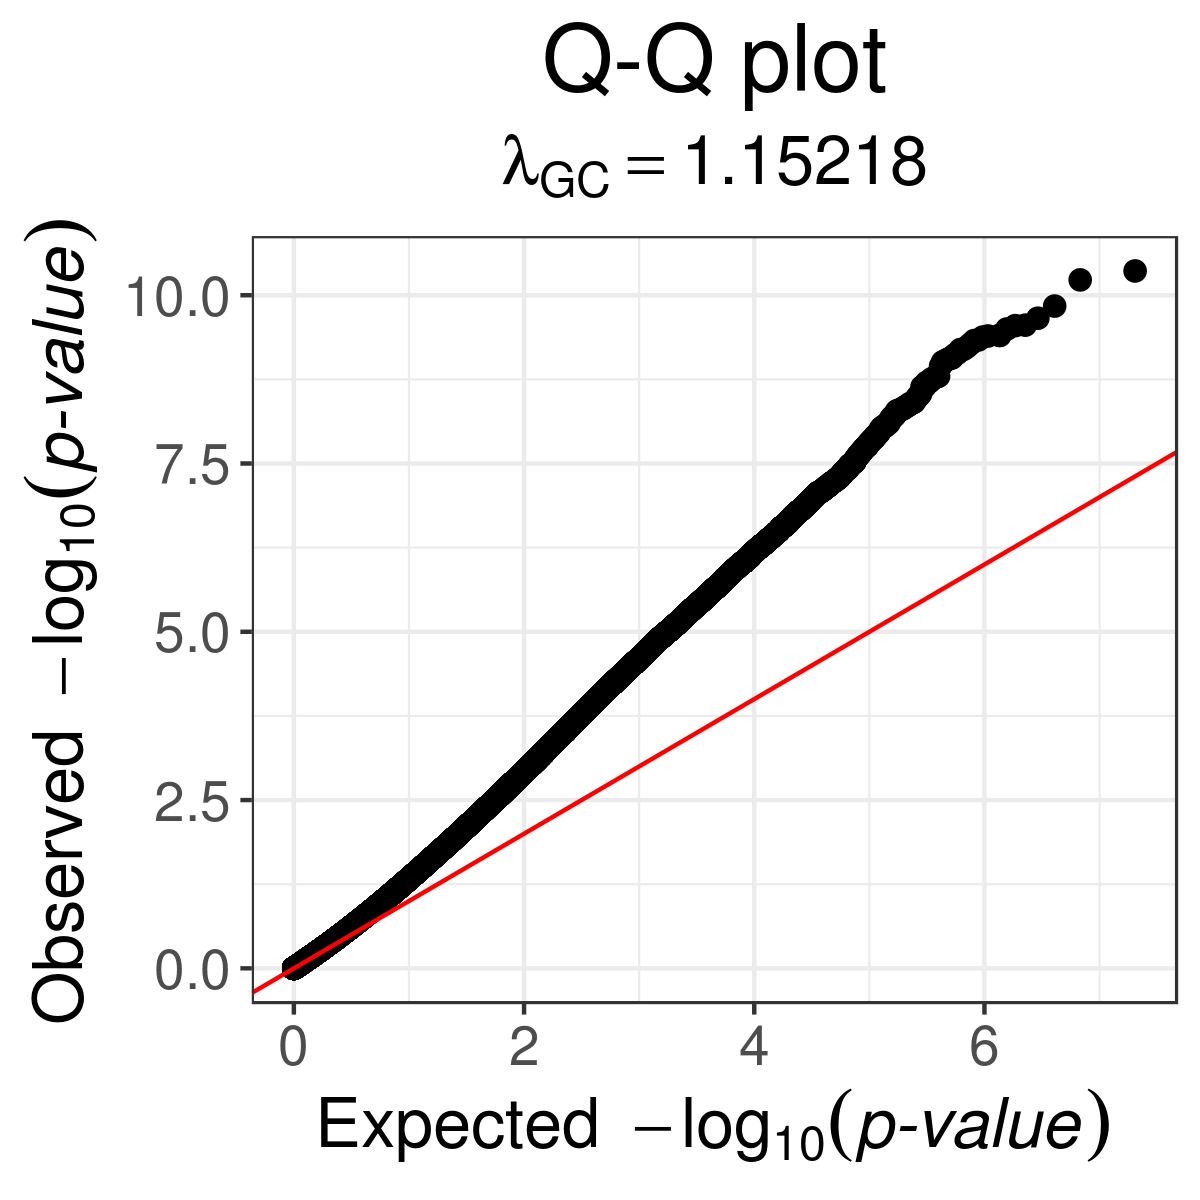 Q-Q plot
λGC = 1.15218
Observed −log10(p-value)
10.0
7.5
5.0
2.5
0.0
0 2 4 6
Expected −log10(p-value)